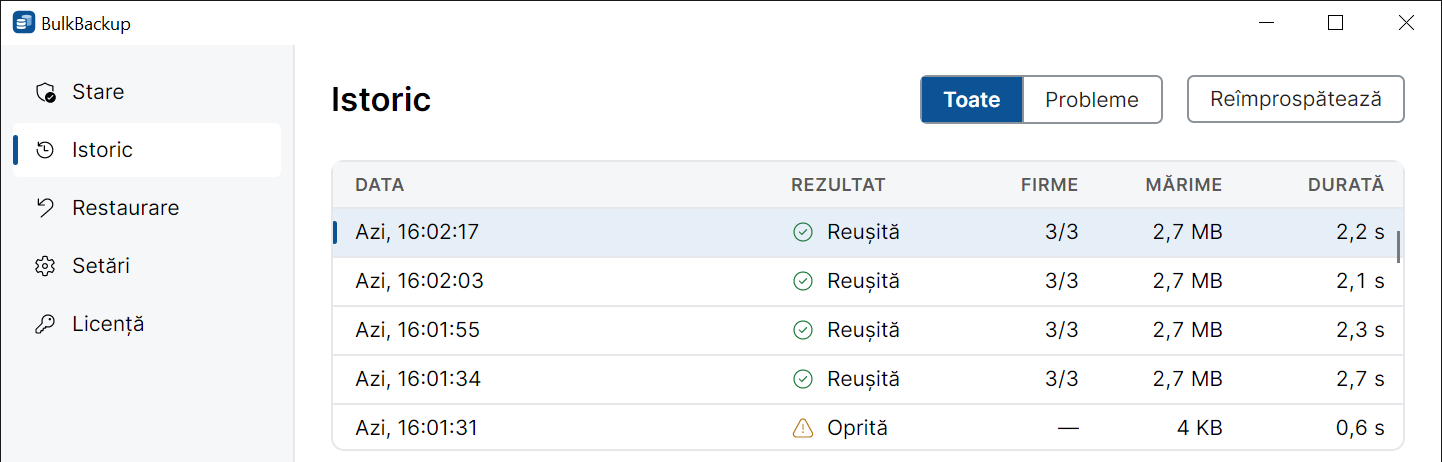 BulkBackup
Stare
Istoric
Restaurare
Setări
Licență
Istoric
Toate Probleme Reîmprospătează
DATA REZULTAT FIRME MĂRIME DURATĂ
Azi, 16:02:17 Reușită 3/3 2,7 MB 2,2 s
Azi, 16:02:03 Reușită 3/3 2,7 MB 2,1 s
Azi, 16:01:55 Reușită 3/3 2,7 MB 2,3 s
Azi, 16:01:34 Reușită 3/3 2,7 MB 2,7 s
Azi, 16:01:31 Oprită — 4 KB 0,6 s